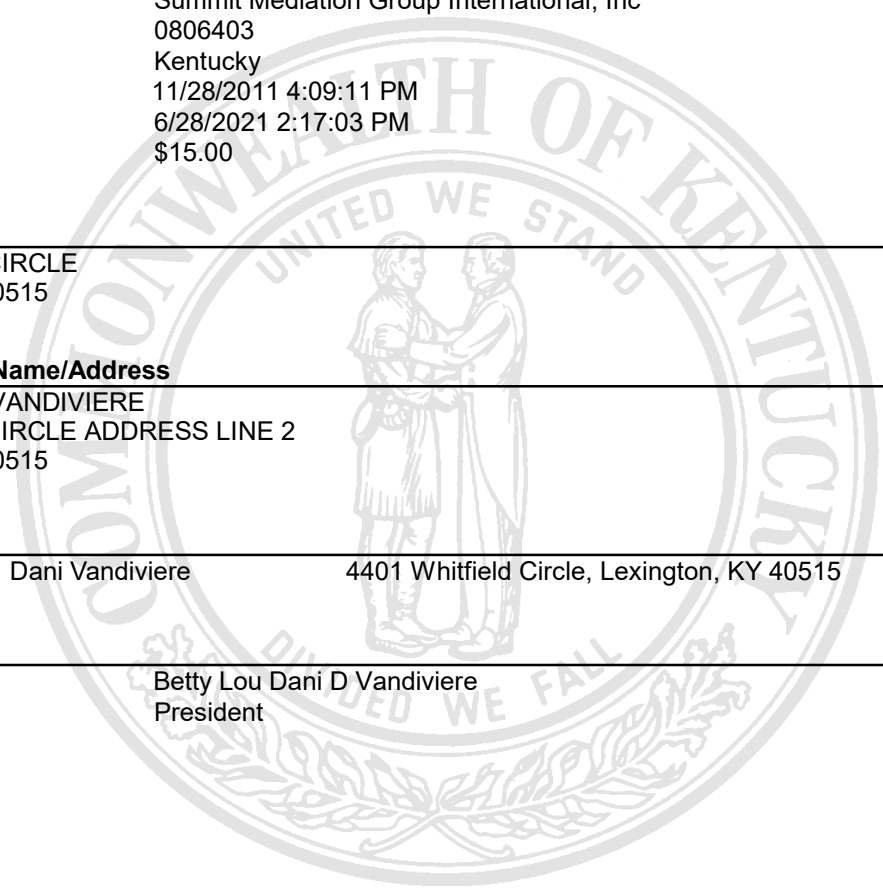 Summit Mediation Group International, Inc
0806403
Kentucky
11/28/2011 4:09:11 PM
6/28/2021 2:17:03 PM
$15.00
CIRCLE
0515
Name/Address
VANDIVIERE
CIRCLE ADDRESS LINE 2
0515
Dani Vandiviere 4401 Whitfield Circle, Lexington, KY 40515
Betty Lou Dani D Vandiviere
President
COMMONWEALTH OF KENTUCKY
UNITED WE STAND
DIVIDED WE FALL